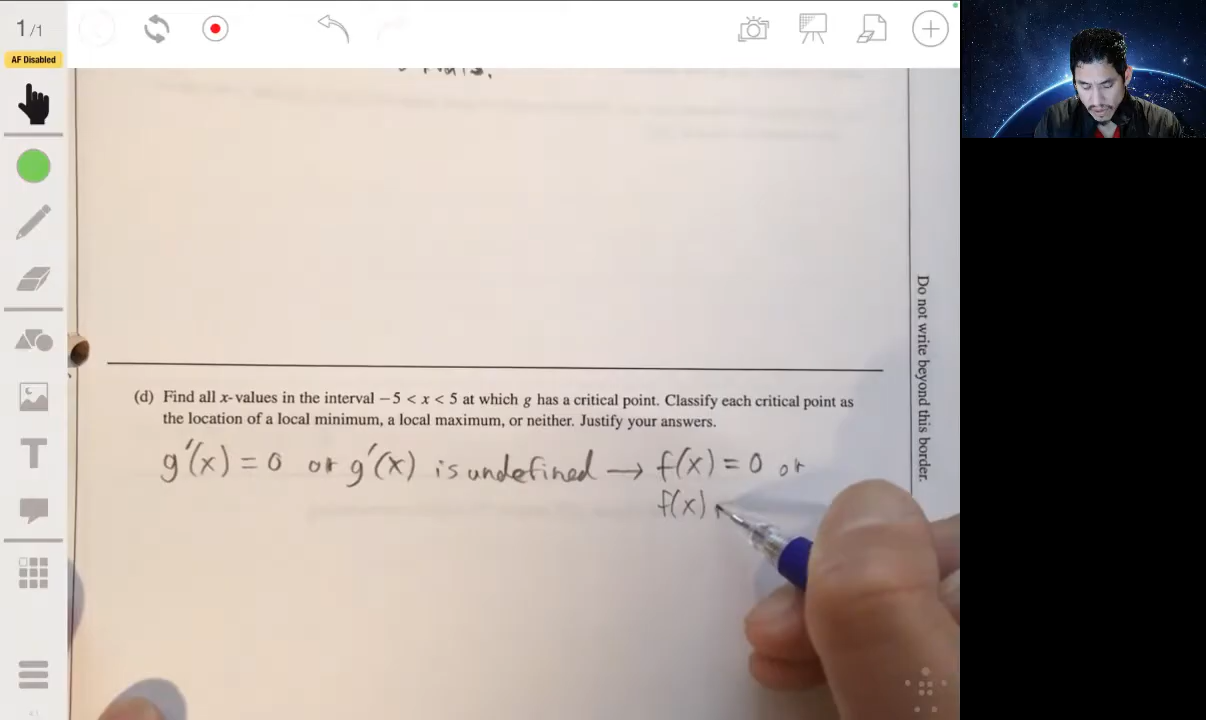 1/1
AF Disabled
T
(d) Find all x-values in the interval −5 < x < 5 at which g has a critical point. Classify each critical point as
the location of a local minimum, a local maximum, or neither. Justify your answers.
g'(x) = 0 or g'(x) is undefined → f(x) = 0 or
f(x)
Do not write beyond this border.